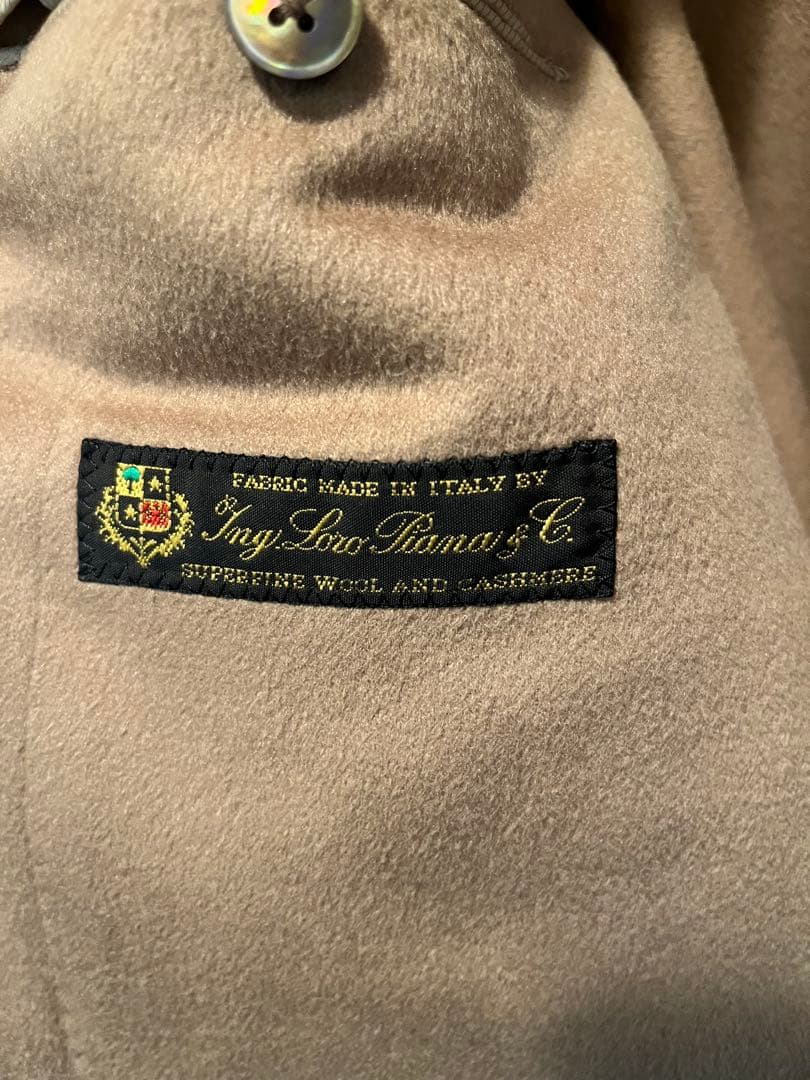 FABRIC MADE IN ITALY BY
® Ing. Loro Piana & C.
SUPERFINE WOOL AND CASHMERE